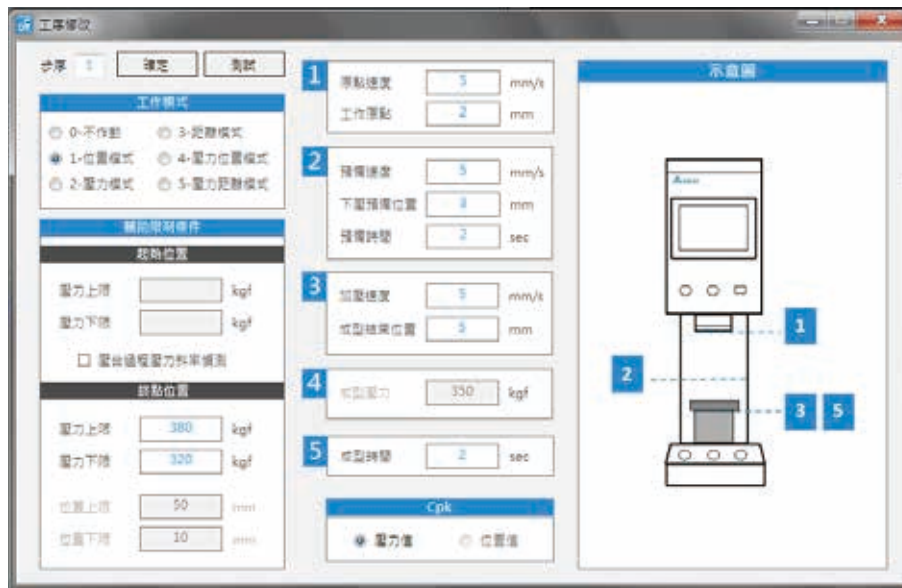 工序修改
步序 1 確定 測試
工作模式
0-不作動 3-距離模式
1-位置模式 4-壓力位置模式
2-壓力模式 5-壓力距離模式
輔助限制條件
起始位置
壓力上限 kgf
壓力下限 kgf
壓合過程壓力斜率偵測
終點位置
壓力上限 380 kgf
壓力下限 320 kgf
位置上限 50 mm
位置下限 10 mm
1
原點速度 5 mm/s
工作原點 2 mm
2
預備速度 5 mm/s
下壓預備位置 3 mm
預備時間 2 sec
3
加壓速度 5 mm/s
成型結束位置 5 mm
4
成型壓力 350 kgf
5
成型時間 2 sec
Cpk
壓力值 位置值
示意圖
1
2
3 5